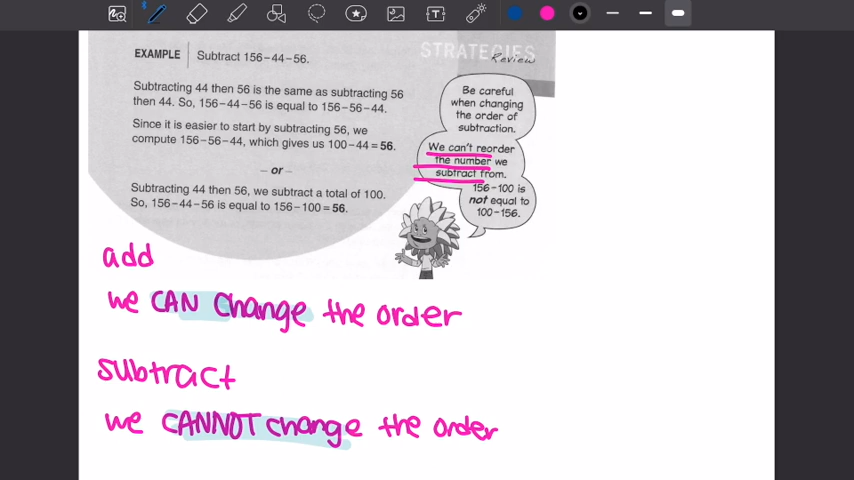 STRATEGIES
Review
EXAMPLE Subtract 156-44-56.
Subtracting 44 then 56 is the same as subtracting 56
then 44. So, 156-44-56 is equal to 156-56-44.
Since it is easier to start by subtracting 56, we
compute 156-56-44, which gives us 100-44=56.
- or -
Subtracting 44 then 56, we subtract a total of 100.
So, 156-44-56 is equal to 156-100=56.
Be careful
when changing
the order of
subtraction.
We can't reorder
the number we
subtract from.
156-100 is
not equal to
100-156.
add
we CAN change the order
subtract
we CANNOT change the order